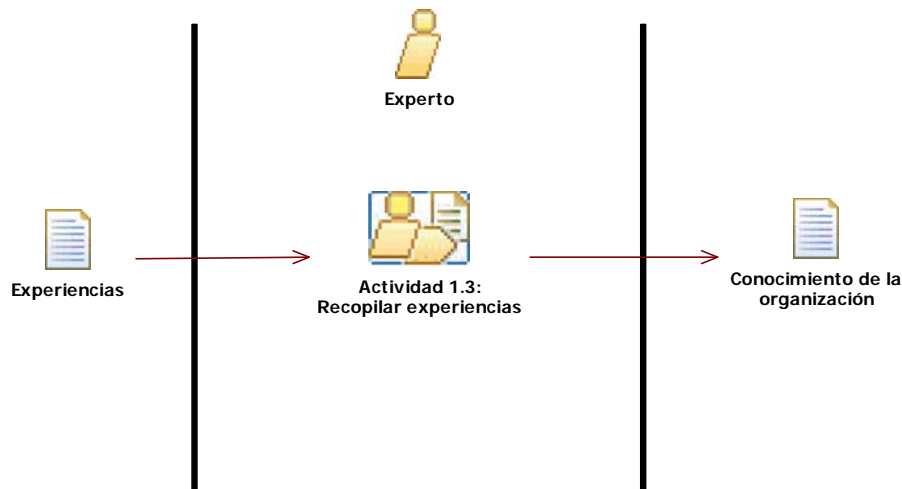 Experto
Experiencias
Actividad 1.3:
Recopilar experiencias
Conocimiento de la
organización